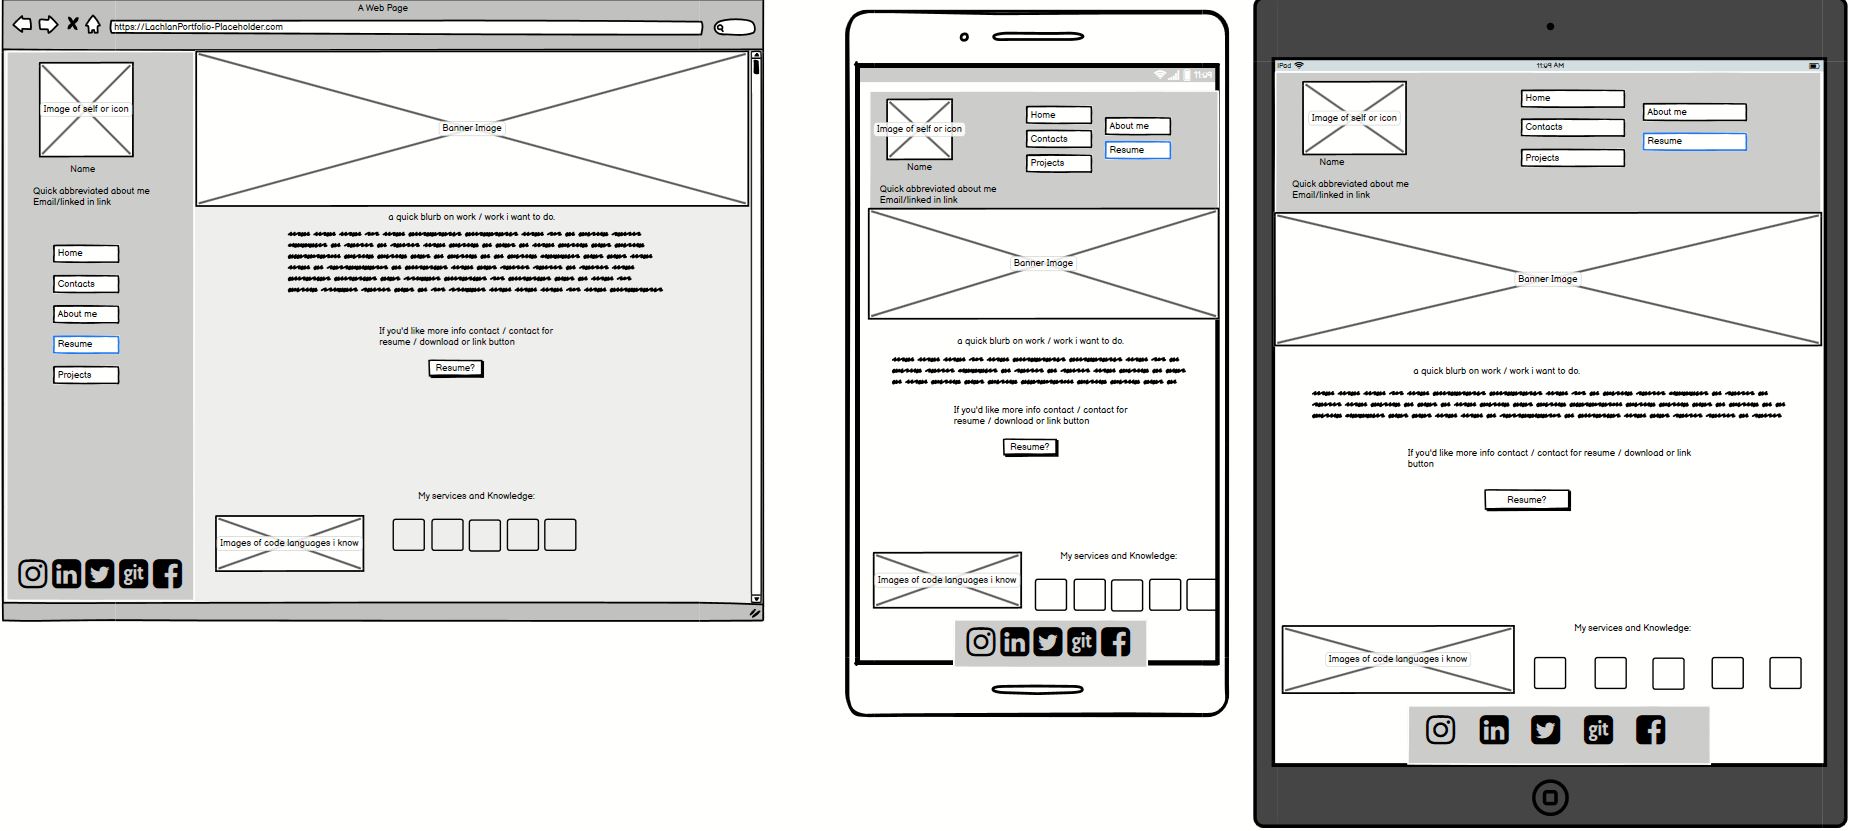 A Web Page
https://LachlanPortfolio-Placeholder.com
Image of self or icon
Name
Quick abbreviated about me
Email/linked in link
Home
Contacts
About me
Resume
Projects
in
git
f
Banner Image
a quick blurb on work / work i want to do.
If you'd like more info contact / contact for
resume / download or link button
Resume?
My services and Knowledge:
Images of code languages i know
11:09
Image of self or icon
Name
Quick abbreviated about me
Email/linked in link
Home
Contacts
Projects
About me
Resume
Banner Image
a quick blurb on work / work i want to do.
If you'd like more info contact / contact for
resume / download or link button
Resume?
My services and Knowledge:
Images of code languages i know
in
git
f
iPad
11:09 AM
Image of self or icon
Name
Quick abbreviated about me
Email/linked in link
Home
Contacts
Projects
About me
Resume
Banner Image
a quick blurb on work / work i want to do.
If you'd like more info contact / contact for resume / download or link
button
Resume?
My services and Knowledge:
Images of code languages i know
in
git
f